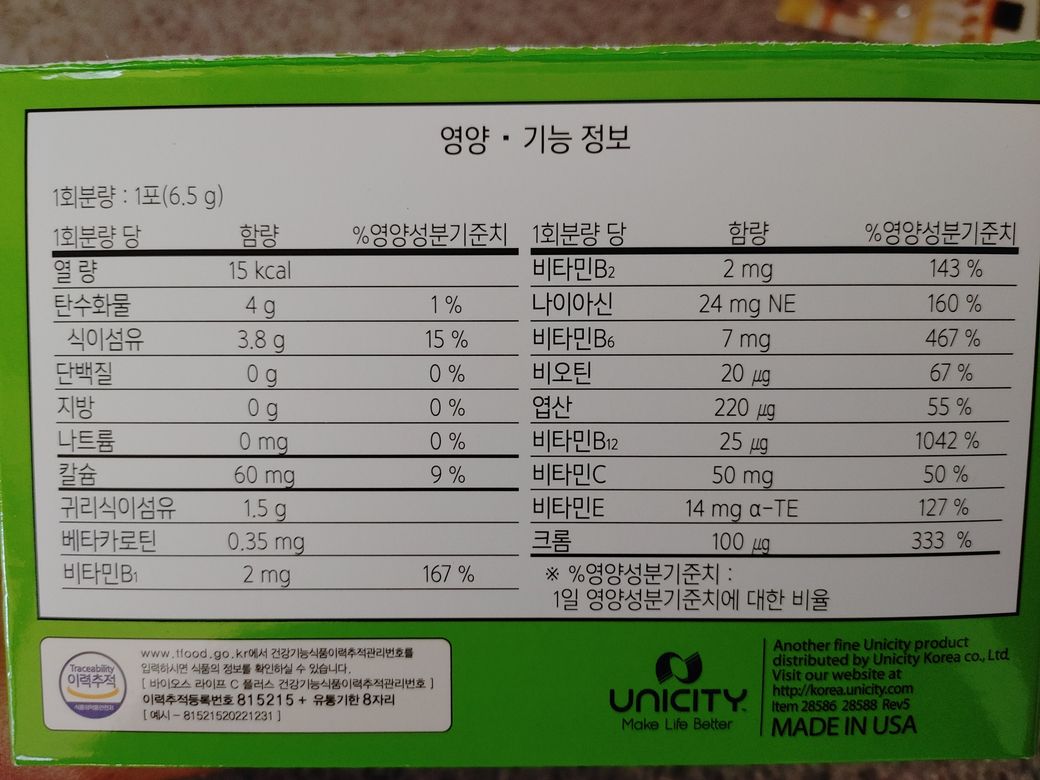 영양 · 기능 정보
1회분량 : 1포(6.5 g)
1회분량 당 함량 %영양성분기준치
열 량 15 kcal
탄수화물 4 g 1 %
식이섬유 3.8 g 15 %
단백질 0 g 0 %
지방 0 g 0 %
나트륨 0 mg 0 %
칼슘 60 mg 9 %
귀리식이섬유 1.5 g
베타카로틴 0.35 mg
비타민B1 2 mg 167 %
1회분량 당 함량 %영양성분기준치
비타민B2 2 mg 143 %
나이아신 24 mg NE 160 %
비타민B6 7 mg 467 %
비오틴 20 μg 67 %
엽산 220 μg 55 %
비타민B12 25 μg 1042 %
비타민C 50 mg 50 %
비타민E 14 mg α-TE 127 %
크롬 100 μg 333 %
※ %영양성분기준치 :
1일 영양성분기준치에 대한 비율
Traceability
이력추적
식품의약품안전처
www.tfood.go.kr에서 건강기능식품이력추적관리번호를
입력하시면 식품의 정보를 확인하실 수 있습니다.
[ 바이오스 라이프 C 플러스 건강기능식품이력추적관리번호 ]
이력추적등록번호 815215 + 유통기한 8자리
[ 예시 – 81521520221231 ]
UNICITY™
Make Life Better
Another fine Unicity product
distributed by Unicity Korea co., Ltd.
Visit our website at
http://korea.unicity.com
Item 28586 28588 Rev5
MADE IN USA